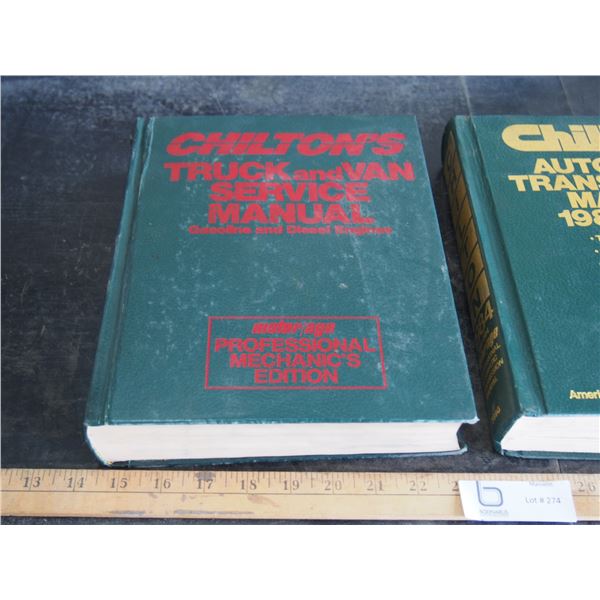 CHILTON'S
TRUCK and VAN
SERVICE
MANUAL
Gasoline and Diesel Engines
motor/age
PROFESSIONAL
MECHANIC'S
EDITION
Chil
AUTO
TRANS
MA
198
Ameri
13 14 15 16 17 18 19 20 21 22 23
Lot # 274
b